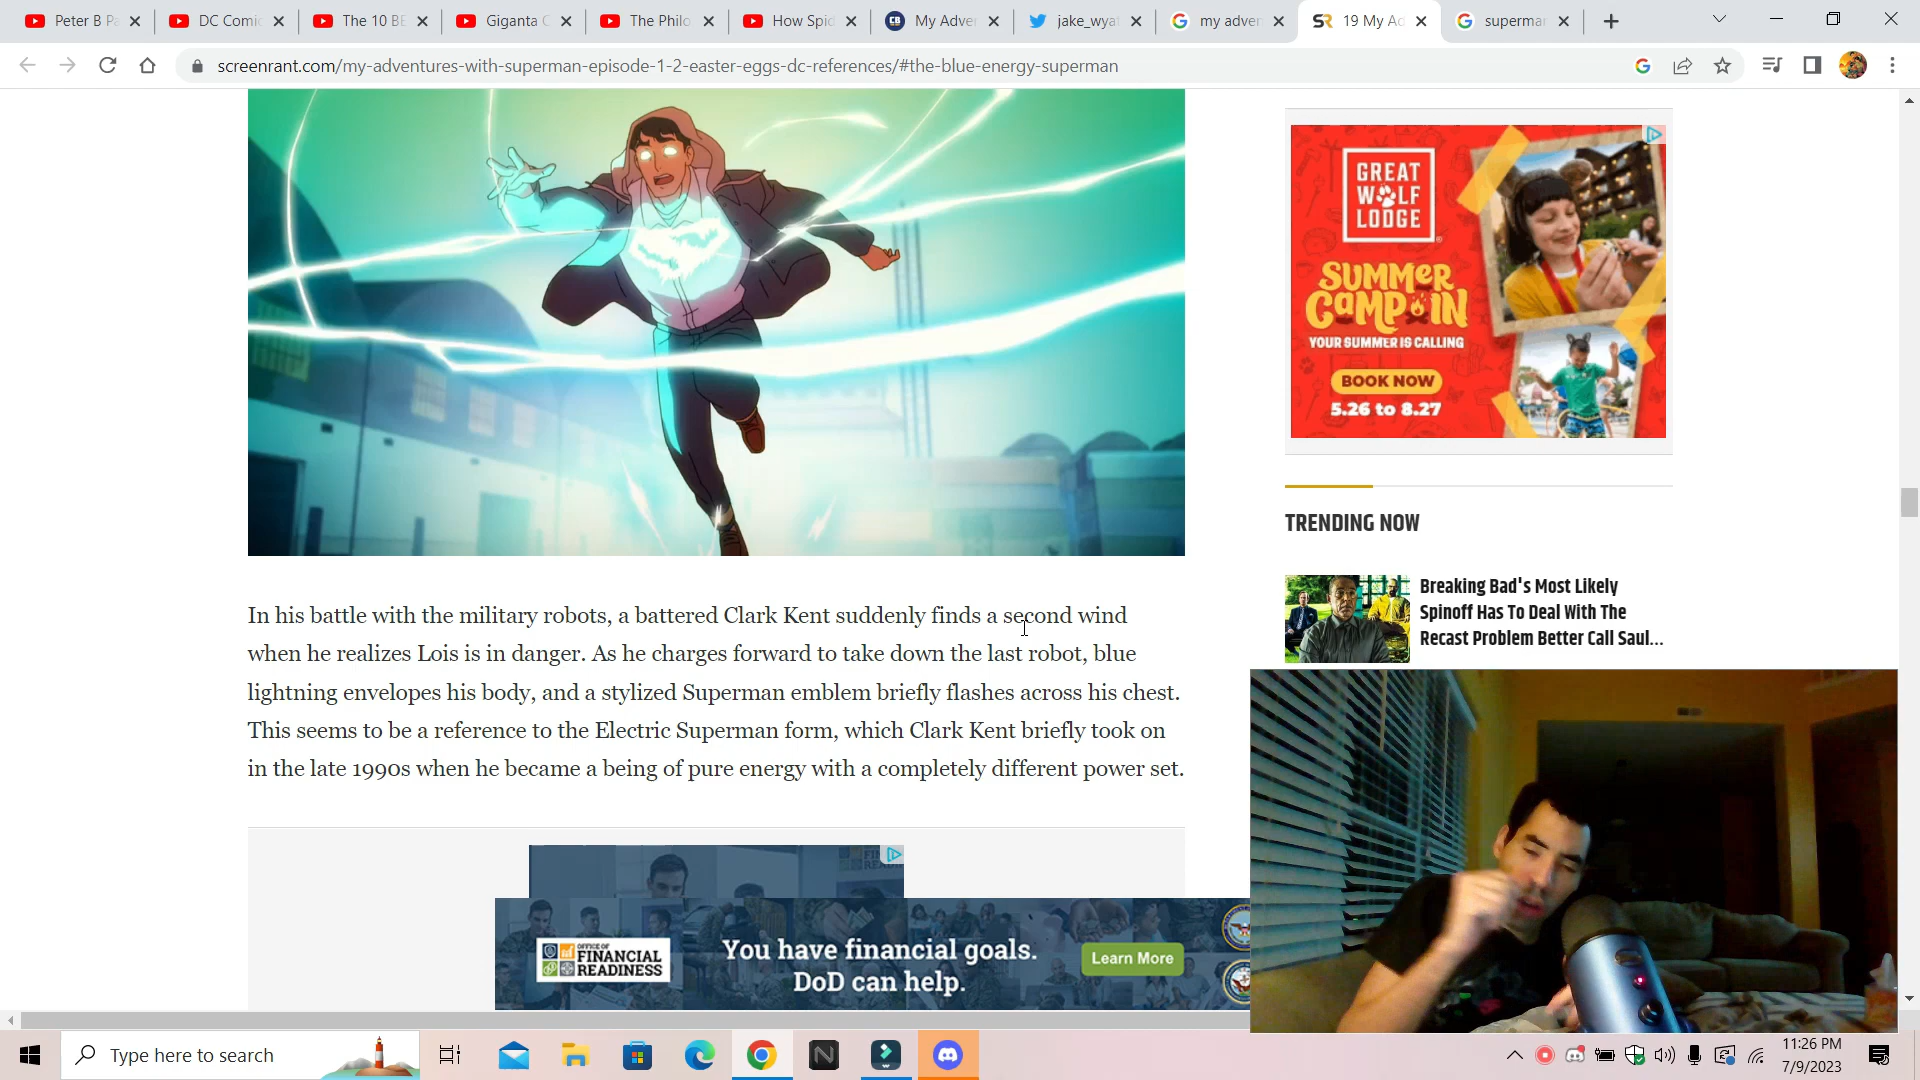 Peter B Pa
DC Comic
The 10 BE
Giganta C
The Philo
How Spid
My Adven
jake_wyat
my adven
19 My Ad
superman
screenrant.com/my-adventures-with-superman-episode-1-2-easter-eggs-dc-references/#the-blue-energy-superman
GREAT
WOLF
LODGE
SUMMER
CAMP-IN
YOUR SUMMER IS CALLING
BOOK NOW
5.26 to 8.27
TRENDING NOW
Breaking Bad's Most Likely
Spinoff Has To Deal With The
Recast Problem Better Call Saul...
In his battle with the military robots, a battered Clark Kent suddenly finds a second wind
when he realizes Lois is in danger. As he charges forward to take down the last robot, blue
lightning envelopes his body, and a stylized Superman emblem briefly flashes across his chest.
This seems to be a reference to the Electric Superman form, which Clark Kent briefly took on
in the late 1990s when he became a being of pure energy with a completely different power set.
OFFICE OF
FINANCIAL
READINESS
You have financial goals.
DoD can help.
Learn More
Type here to search
11:26 PM
7/9/2023